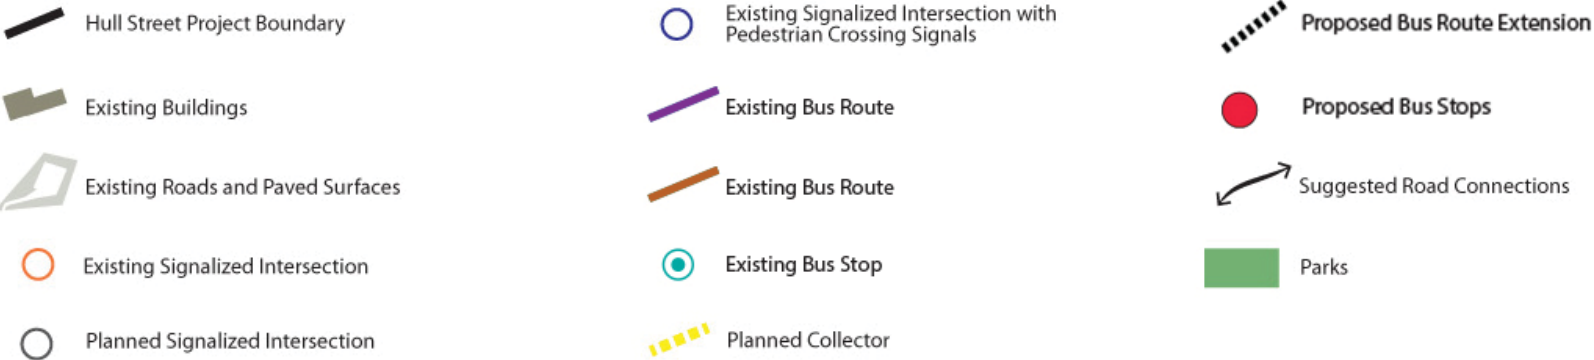 Hull Street Project Boundary
Existing Buildings
Existing Roads and Paved Surfaces
Existing Signalized Intersection
Planned Signalized Intersection
Existing Signalized Intersection with
Pedestrian Crossing Signals
Existing Bus Route
Existing Bus Route
Existing Bus Stop
Planned Collector
Proposed Bus Route Extension
Proposed Bus Stops
Suggested Road Connections
Parks